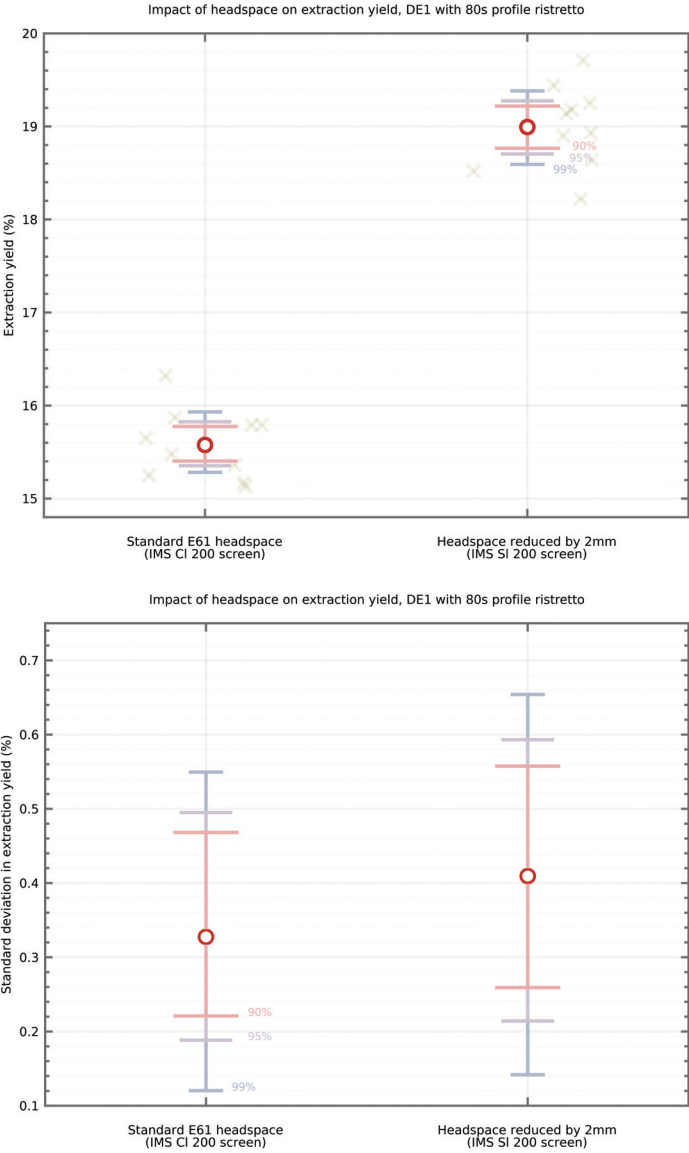 Impact of headspace on extraction yield, DE1 with 80s profile ristretto
20
19
18
17
16
15
Extraction yield (%)
90%
95%
99%
Standard E61 headspace
(IMS CI 200 screen)
Headspace reduced by 2mm
(IMS SI 200 screen)
Impact of headspace on extraction yield, DE1 with 80s profile ristretto
0.7
0.6
0.5
0.4
0.3
0.2
0.1
Standard deviation in extraction yield (%)
90%
95%
99%
Standard E61 headspace
(IMS CI 200 screen)
Headspace reduced by 2mm
(IMS SI 200 screen)